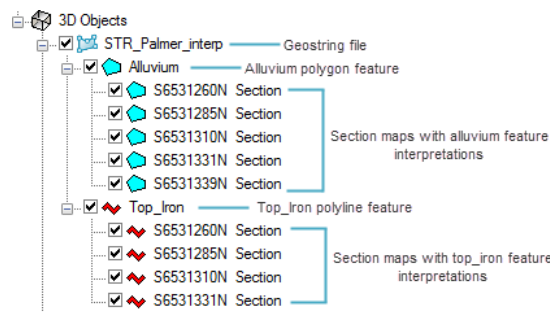 3D Objects
STR_Palmer_interp
Geostring file
Alluvium
Alluvium polygon feature
S6531260N Section
S6531285N Section
S6531310N Section
S6531331N Section
S6531339N Section
Section maps with alluvium feature
interpretations
Top_Iron
Top_Iron polyline feature
S6531260N Section
S6531285N Section
S6531310N Section
S6531331N Section
Section maps with top_iron feature
interpretations